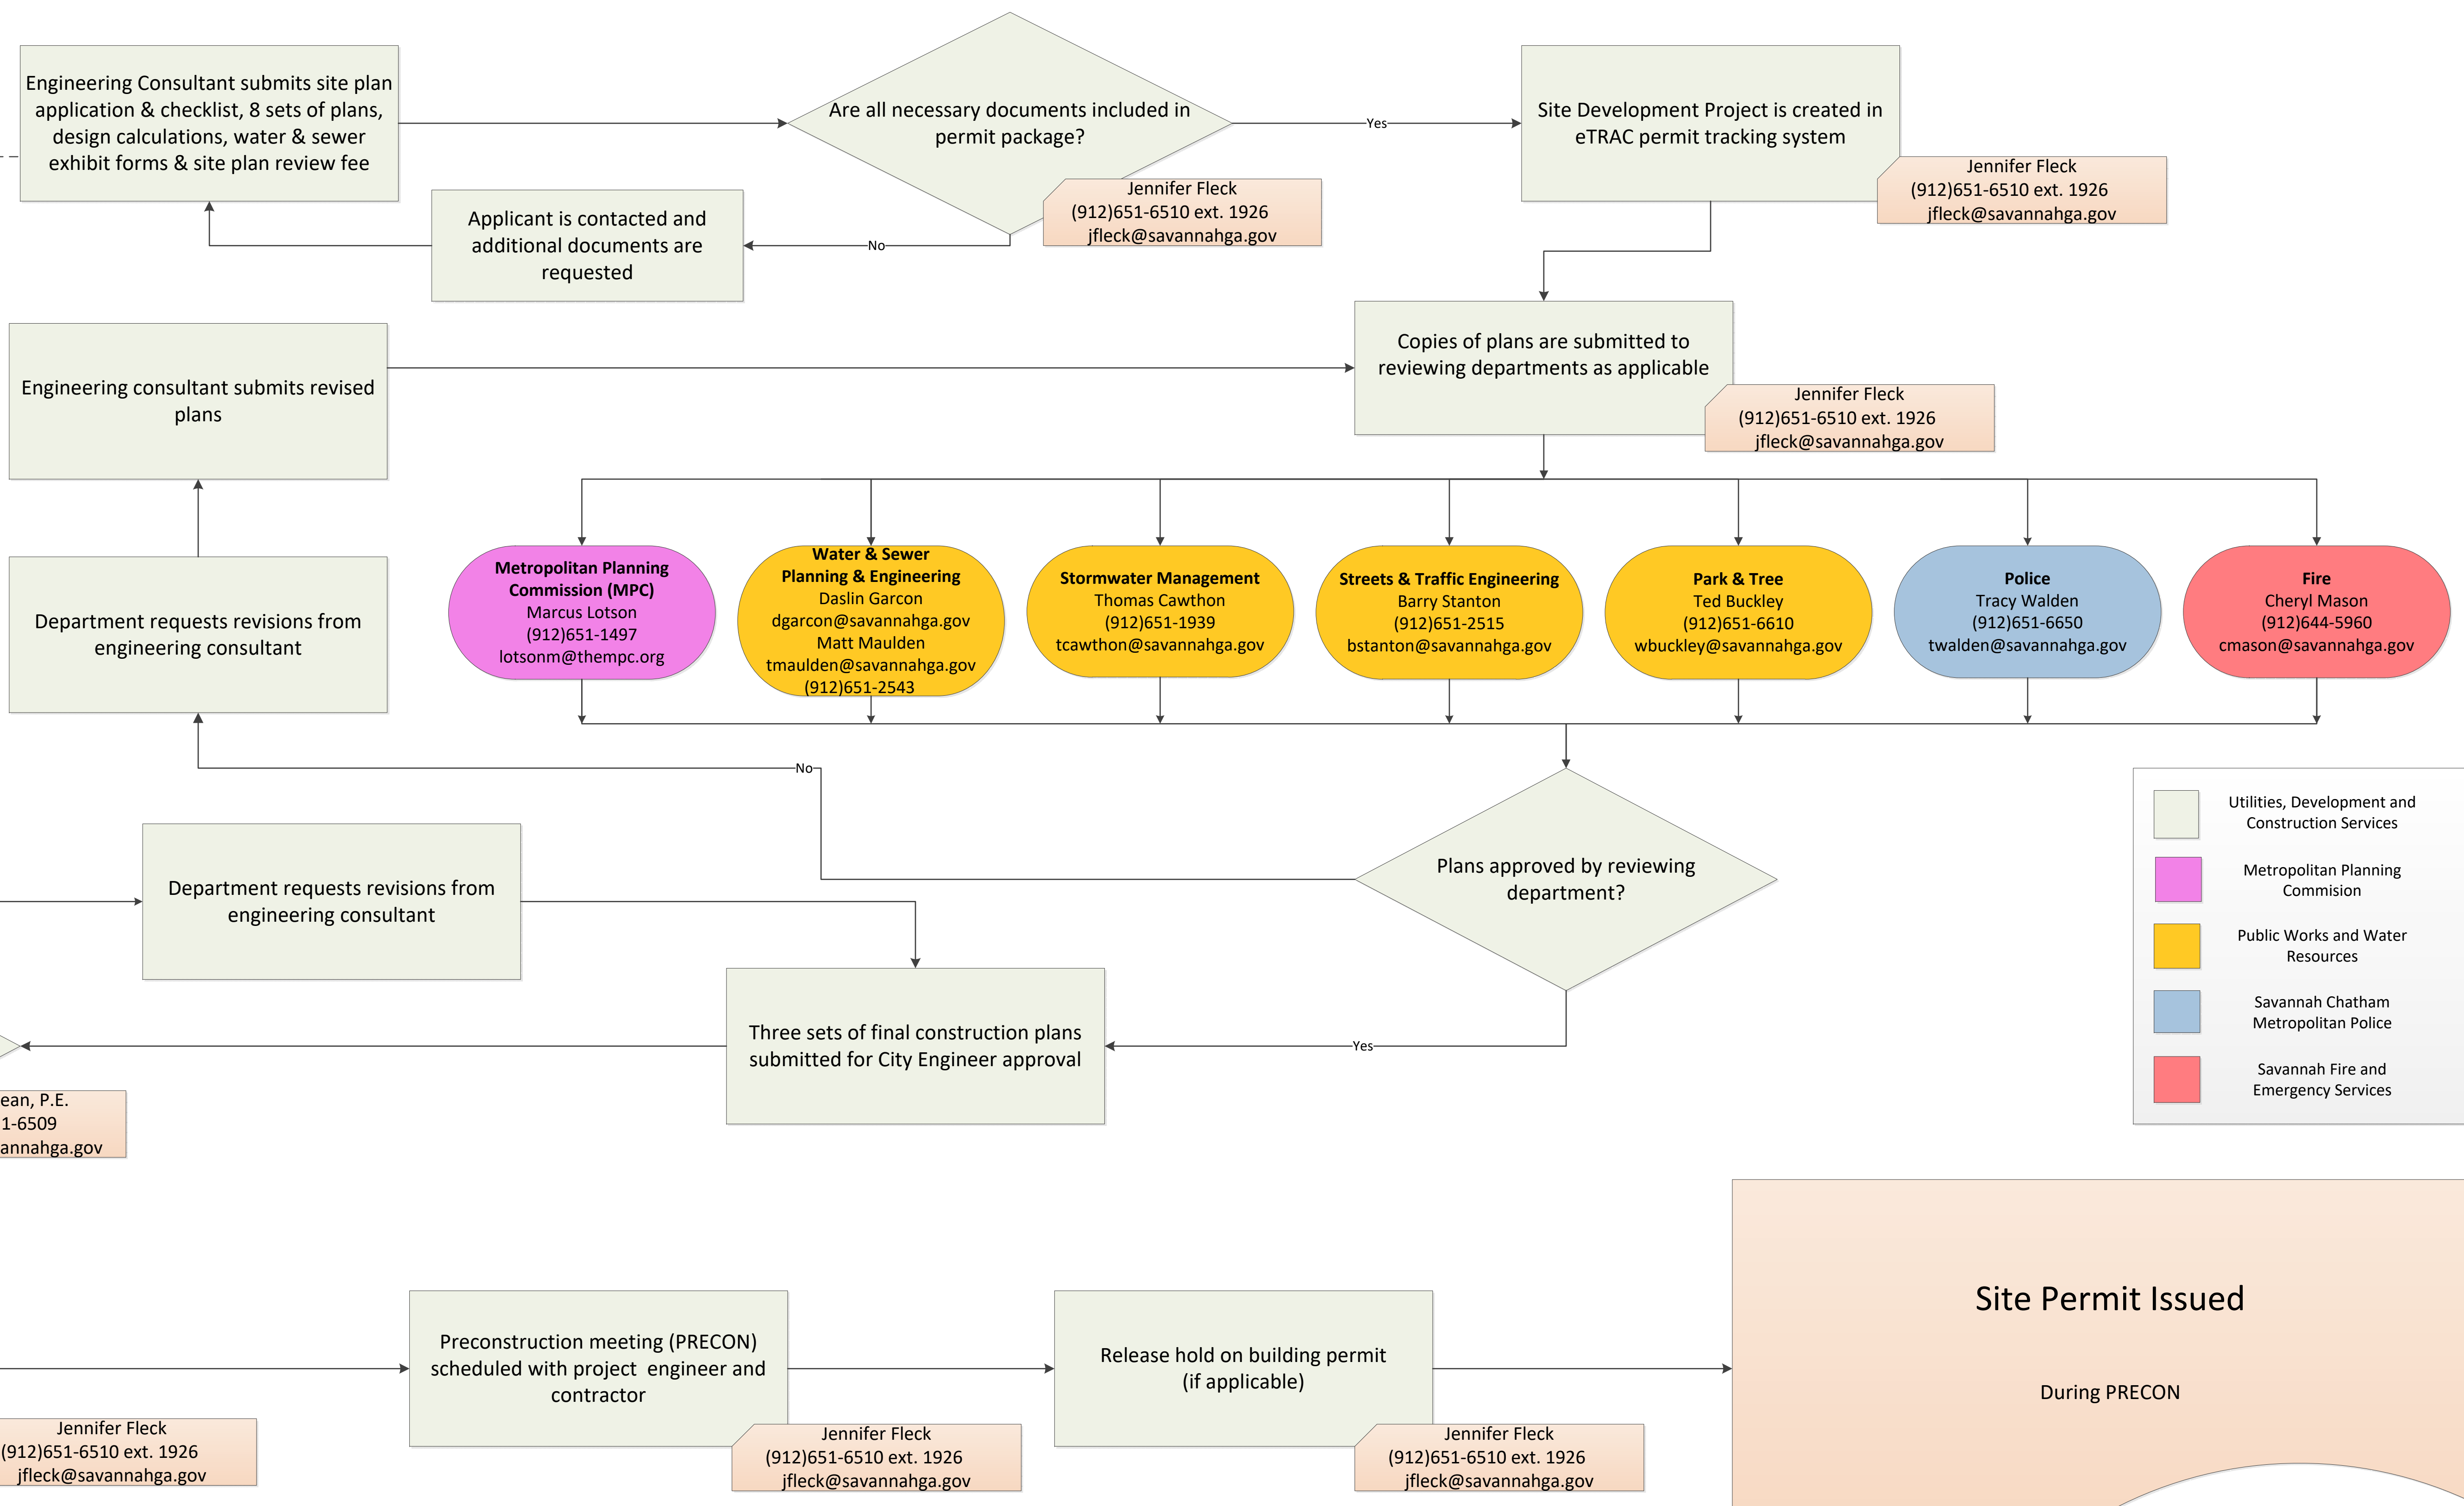 Engineering Consultant submits site plan
application & checklist, 8 sets of plans,
design calculations, water & sewer
exhibit forms & site plan review fee
Are all necessary documents included in
permit package?
Yes
Site Development Project is created in
eTRAC permit tracking system
Jennifer Fleck
(912)651-6510 ext. 1926
jfleck@savannahga.gov
Jennifer Fleck
(912)651-6510 ext. 1926
jfleck@savannahga.gov
No
Applicant is contacted and
additional documents are
requested
Engineering consultant submits revised
plans
Copies of plans are submitted to
reviewing departments as applicable
Jennifer Fleck
(912)651-6510 ext. 1926
jfleck@savannahga.gov
Department requests revisions from
engineering consultant
Metropolitan Planning
Commission (MPC)
Marcus Lotson
(912)651-1497
lotsonm@thempc.org
Water & Sewer
Planning & Engineering
Daslin Garcon
dgarcon@savannahga.gov
Matt Maulden
tmaulden@savannahga.gov
(912)651-2543
Stormwater Management
Thomas Cawthon
(912)651-1939
tcawthon@savannahga.gov
Streets & Traffic Engineering
Barry Stanton
(912)651-2515
bstanton@savannahga.gov
Park & Tree
Ted Buckley
(912)651-6610
wbuckley@savannahga.gov
Police
Tracy Walden
(912)651-6650
twalden@savannahga.gov
Fire
Cheryl Mason
(912)644-5960
cmason@savannahga.gov
No
Plans approved by reviewing
department?
Utilities, Development and
Construction Services
Metropolitan Planning
Commision
Public Works and Water
Resources
Savannah Chatham
Metropolitan Police
Savannah Fire and
Emergency Services
Department requests revisions from
engineering consultant
Three sets of final construction plans
submitted for City Engineer approval
Yes
ean, P.E.
1-6509
annahga.gov
Preconstruction meeting (PRECON)
scheduled with project engineer and
contractor
Release hold on building permit
(if applicable)
Site Permit Issued
During PRECON
Jennifer Fleck
(912)651-6510 ext. 1926
jfleck@savannahga.gov
Jennifer Fleck
(912)651-6510 ext. 1926
jfleck@savannahga.gov
Jennifer Fleck
(912)651-6510 ext. 1926
jfleck@savannahga.gov